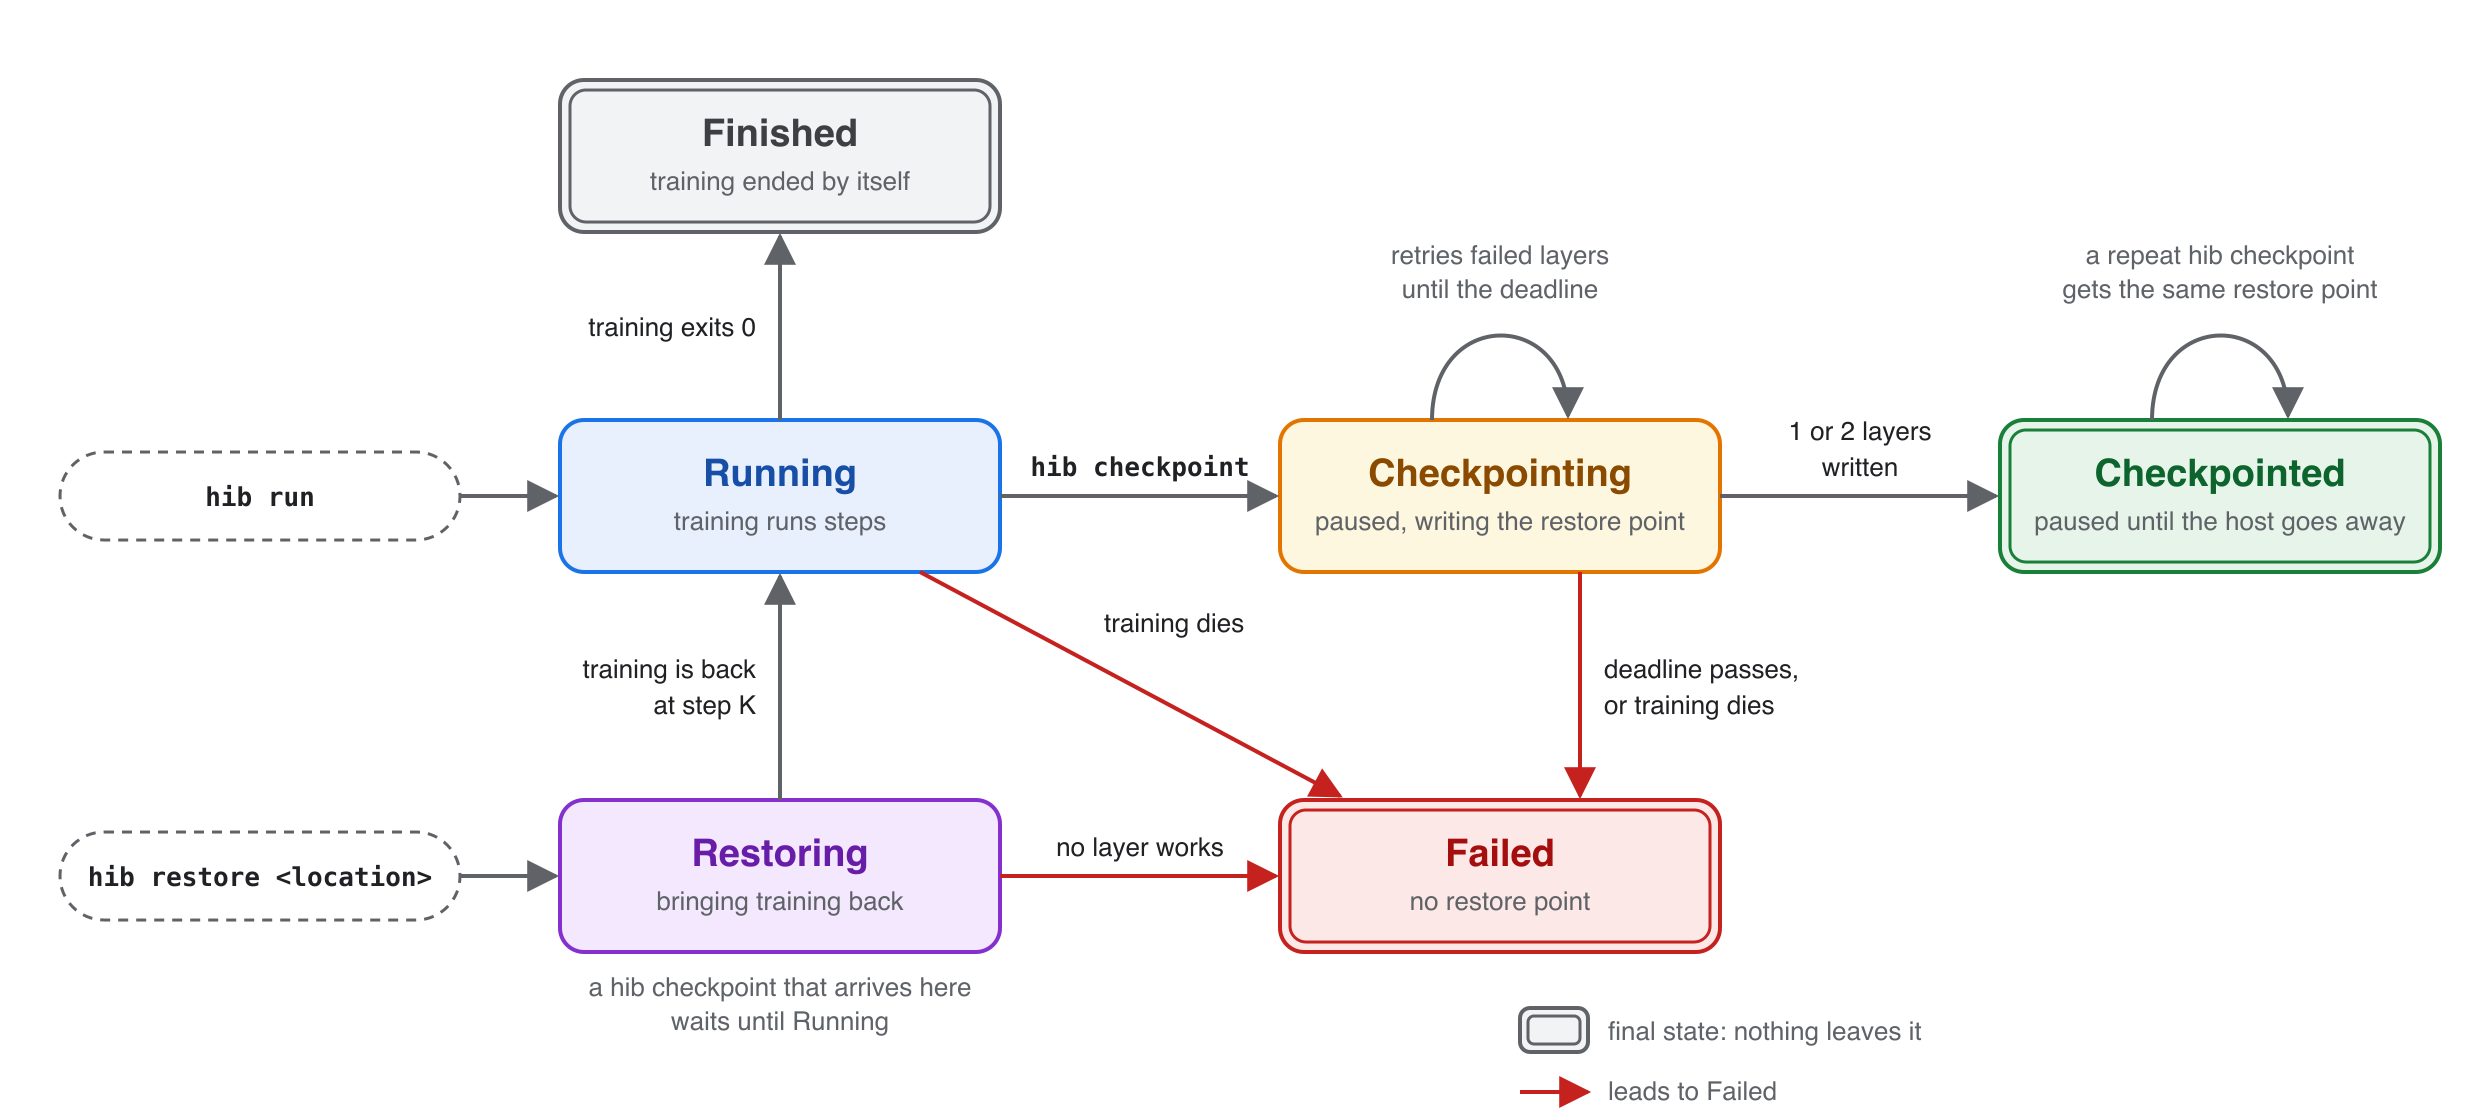 Finished
training ended by itself
retries failed layers
until the deadline
a repeat hib checkpoint
gets the same restore point
training exits 0
hib run
Running
training runs steps
hib checkpoint
Checkpointing
paused, writing the restore point
1 or 2 layers
written
Checkpointed
paused until the host goes away
training dies
training is back
at step K
deadline passes,
or training dies
hib restore <location>
Restoring
bringing training back
no layer works
Failed
no restore point
a hib checkpoint that arrives here
waits until Running
final state: nothing leaves it
leads to Failed